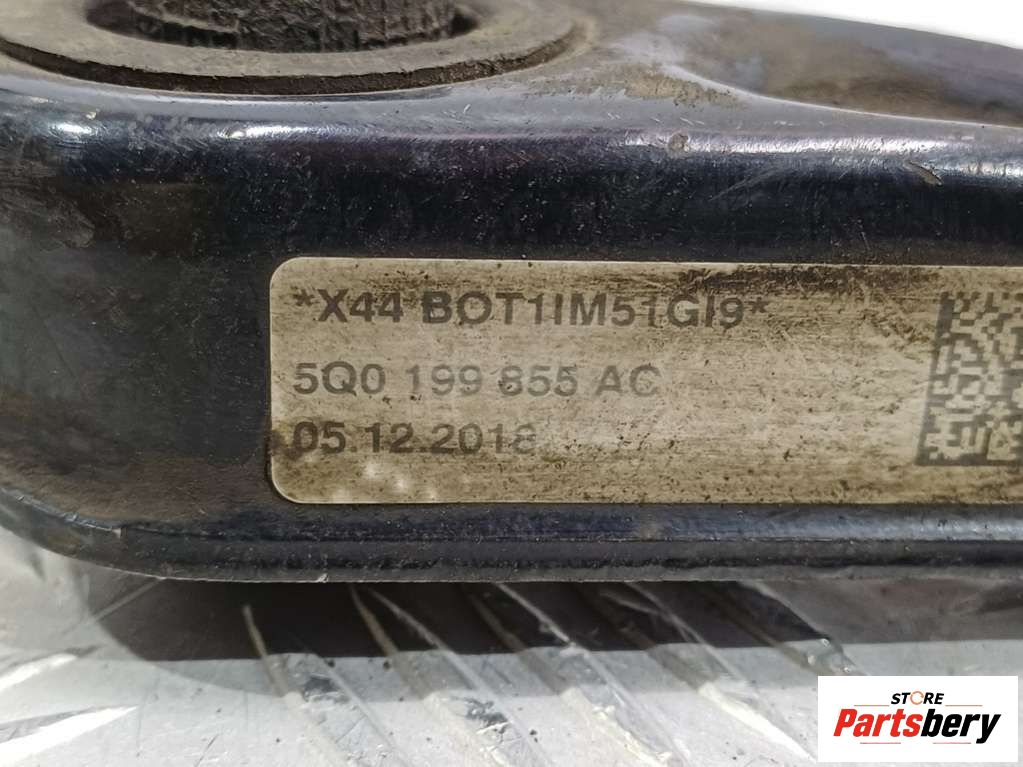 *X44 BOT1IM51GI9*
5Q0 199 855 AC
05.12.2018
STORE
Partsbery